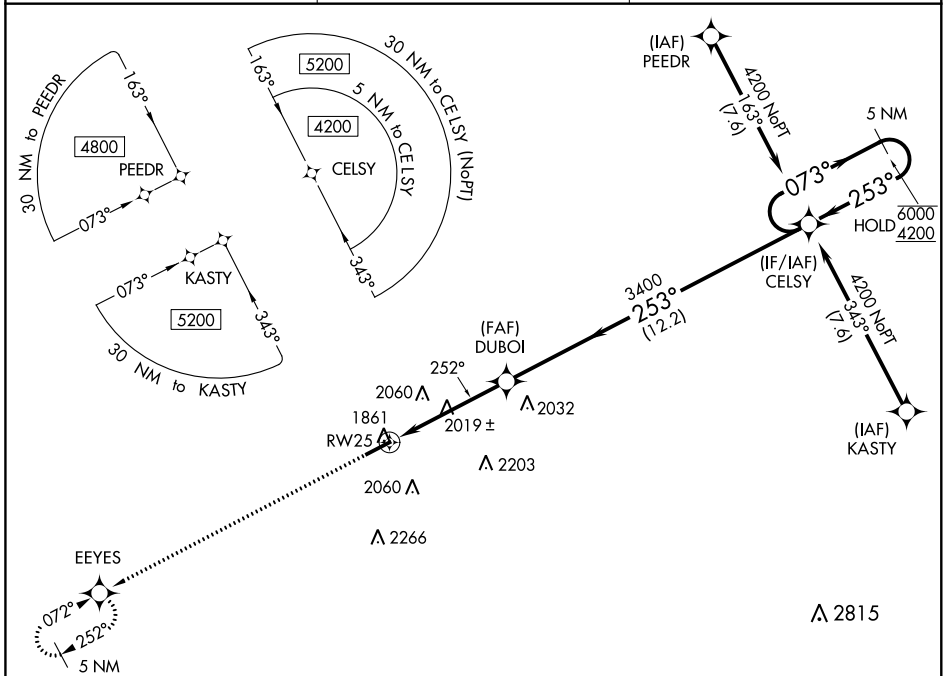 30 NM to PEEDR
163°
4800
PEEDR
073°
30 NM to CELSY (NoPT)
163°
5200
5 NM to CELSY
4200
CELSY
343°
073°
KASTY
343°
5200
30 NM to KASTY
(IAF)
PEEDR
4200 NoPT
163°
(7.6)
5 NM
073°
253°
HOLD
6000
4200
(IF/IAF)
CELSY
4200 NoPT
343°
(7.6)
(IAF)
KASTY
3400
253°
(12.2)
(FAF)
DUBOI
252°
2060
2019 ±
2032
1861
RW25
2203
2060
2266
EEYES
072°
252°
5 NM
2815